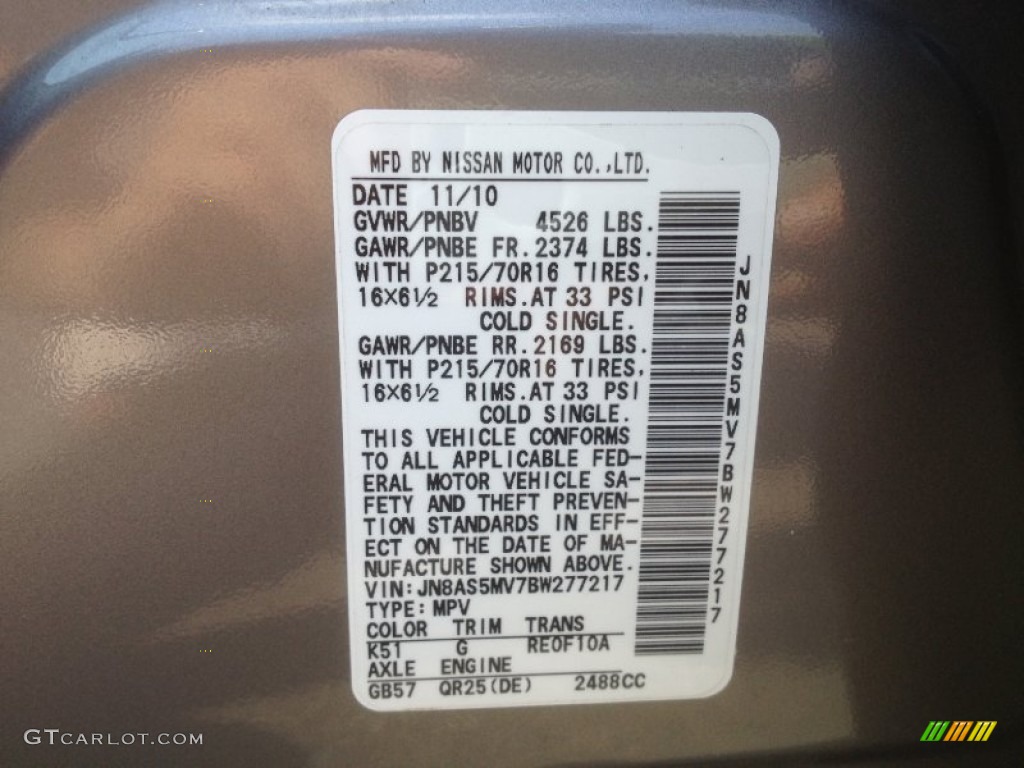 MFD BY NISSAN MOTOR CO.,LTD.
DATE 11/10
GVWR/PNBV 4526 LBS.
GAWR/PNBE FR. 2374 LBS.
WITH P215/70R16 TIRES,
16×6½ RIMS. AT 33 PSI
COLD SINGLE.
GAWR/PNBE RR. 2169 LBS.
WITH P215/70R16 TIRES,
16×6½ RIMS. AT 33 PSI
COLD SINGLE.
THIS VEHICLE CONFORMS
TO ALL APPLICABLE FED-
ERAL MOTOR VEHICLE SA-
FETY AND THEFT PREVEN-
TION STANDARDS IN EFF-
ECT ON THE DATE OF MA-
NUFACTURE SHOWN ABOVE.
VIN:JN8AS5MV7BW277217
TYPE:MPV
COLOR TRIM TRANS
K51 G RE0F10A
AXLE ENGINE
GB57 QR25(DE) 2488CC
JN8AS5MV7BW277217
GTCARLOT.COM